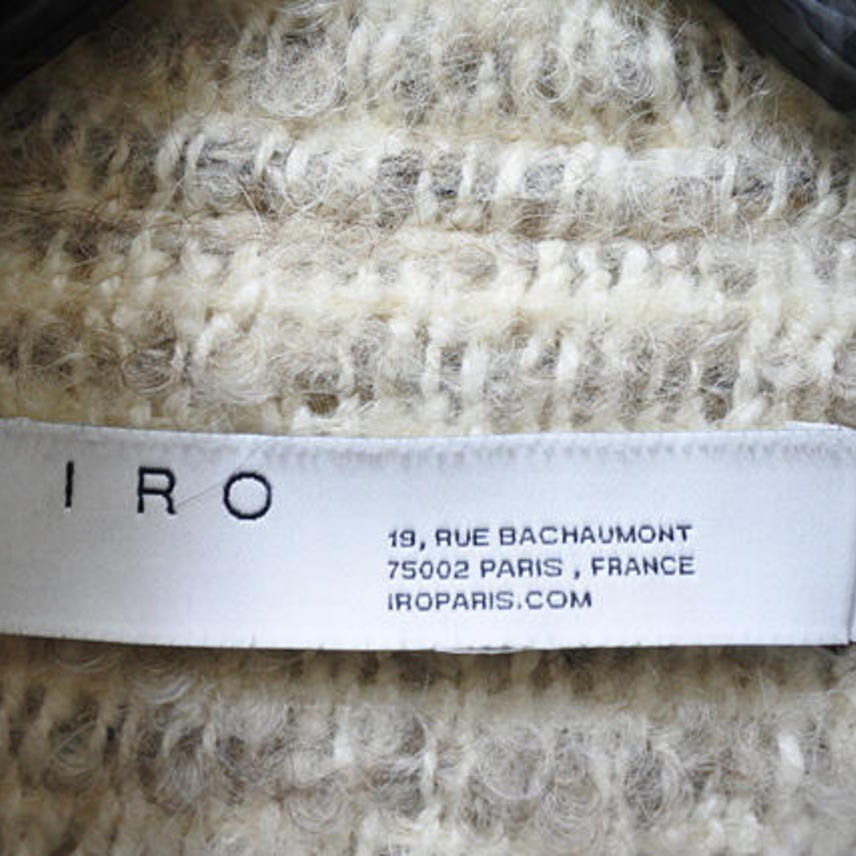 IRO
19, RUE BACHAUMONT
75002 PARIS , FRANCE
IROPARIS.COM